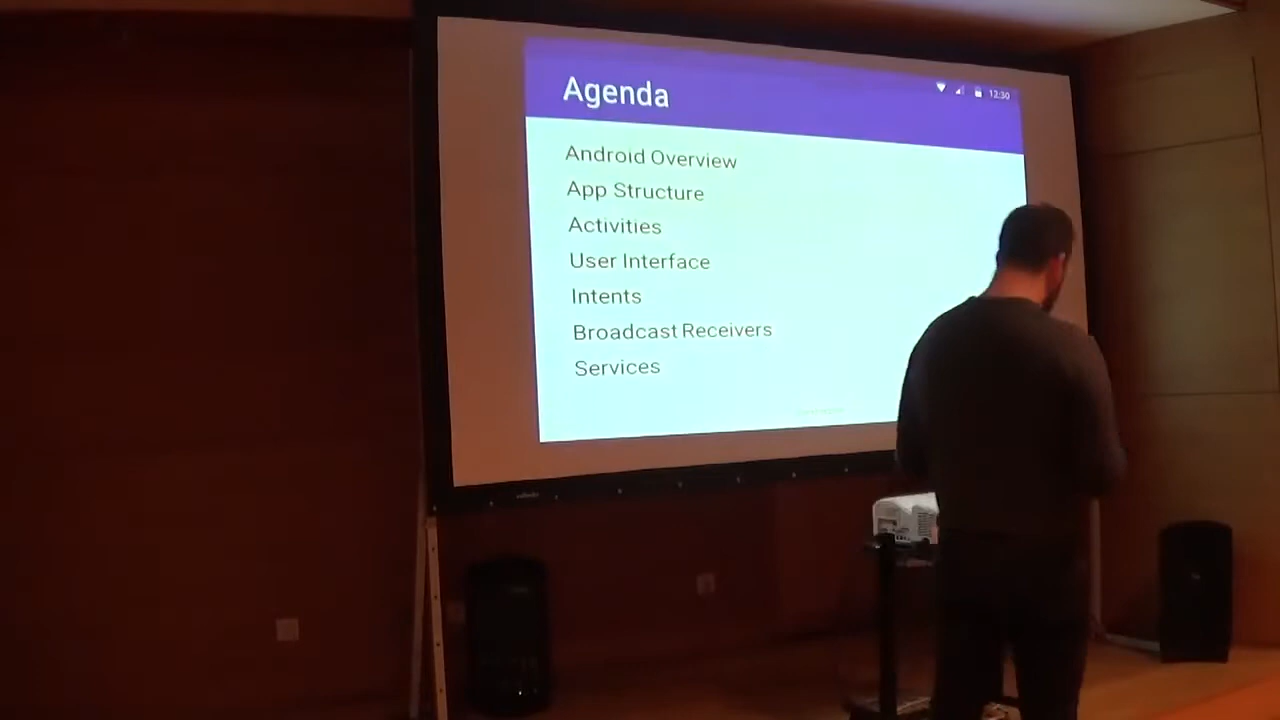 Agenda
12:30
Android Overview
App Structure
Activities
User Interface
Intents
Broadcast Receivers
Services